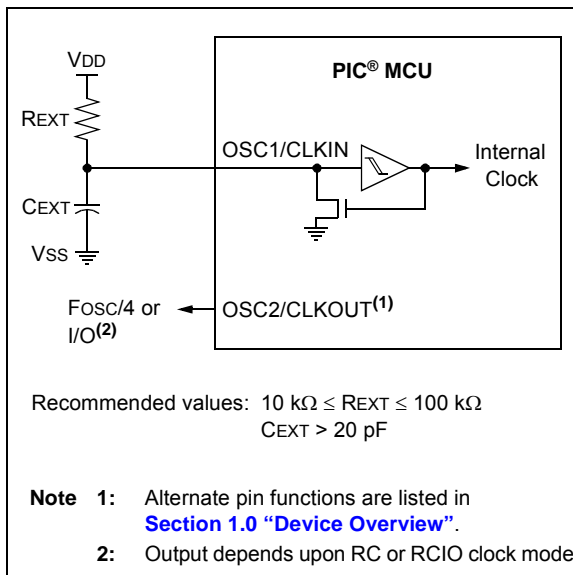 VDD
PIC® MCU
REXT
OSC1/CLKIN
Internal
Clock
CEXT
VSS
FOSC/4 or
I/O(2)
OSC2/CLKOUT(1)
Recommended values: 10 kΩ ≤ REXT ≤ 100 kΩ
CEXT > 20 pF
Note 1: Alternate pin functions are listed in
Section 1.0 “Device Overview”.
2: Output depends upon RC or RCIO clock mode